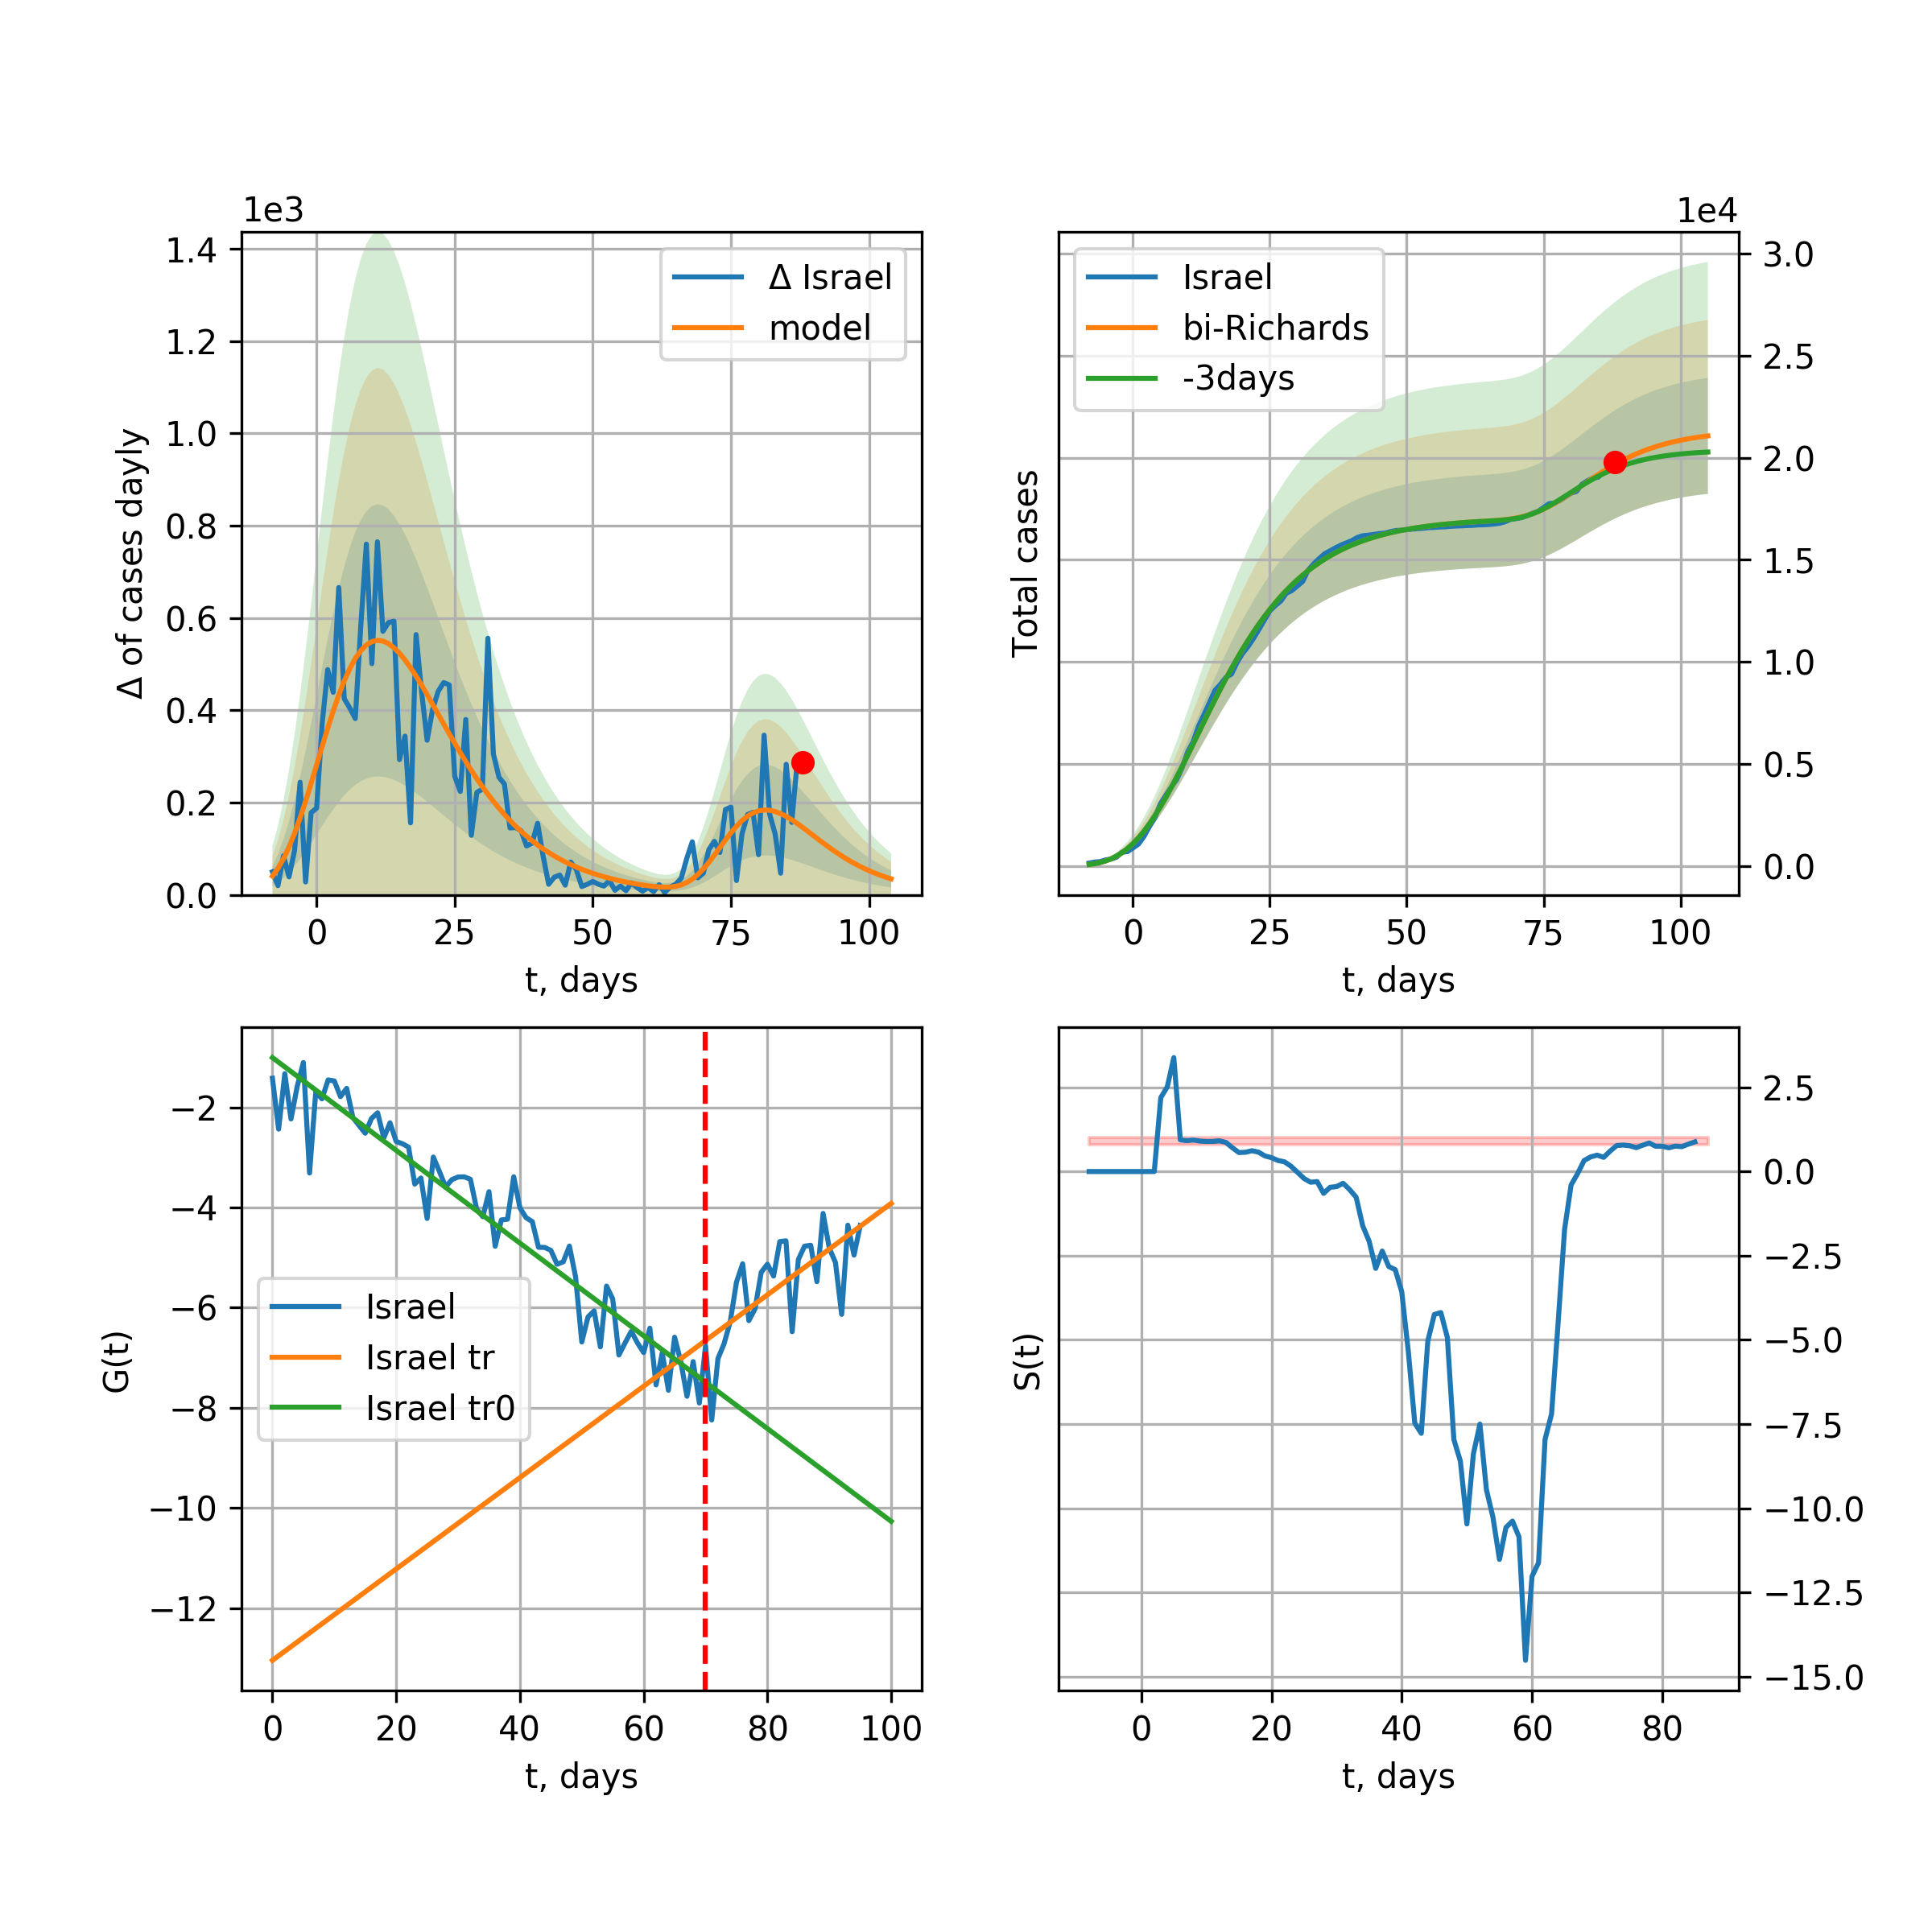 1e3
1.4
1.2
1.0
0.8
0.6
0.4
0.2
0.0
Δ of cases dayly
Δ Israel
model
0 25 50 75 100
t, days
1e4
3.0
2.5
2.0
1.5
1.0
0.5
0.0
Total cases
Israel
bi-Richards
-3days
0 25 50 75 100
t, days
−2
−4
−6
−8
−10
−12
G(t)
Israel
Israel tr
Israel tr0
0 20 40 60 80 100
t, days
2.5
0.0
−2.5
−5.0
−7.5
−10.0
−12.5
−15.0
S(t)
0 20 40 60 80
t, days